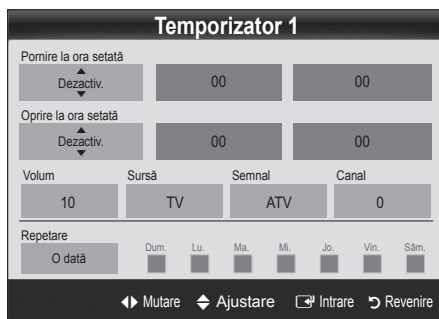 Temporizator 1
Pornire la ora setată
Dezactiv. 00 00
Oprire la ora setată
Dezactiv. 00 00
Volum Sursă Semnal Canal
10 TV ATV 0
Repetare
O dată Dum. Lu. Ma. Mi. Jo. Vin. Sâm.
Mutare Ajustare Intrare Revenire